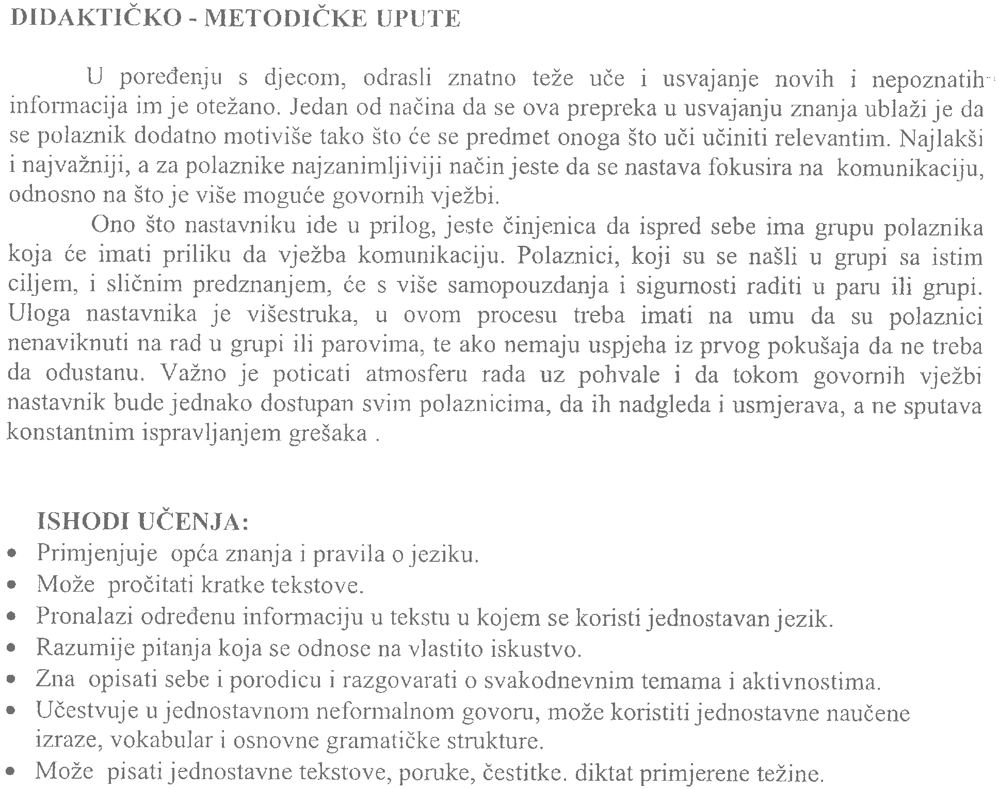 DIDAKTIČKO - METODIČKE UPUTE
U poređenju s djecom, odrasli znatno teže uče i usvajanje novih i nepoznatih
informacija im je otežano. Jedan od načina da se ova prepreka u usvajanju znanja ublaži je da
se polaznik dodatno motiviše tako što će se predmet onoga što uči učiniti relevantim. Najlakši
i najvažniji, a za polaznike najzanimljiviji način jeste da se nastava fokusira na komunikaciju,
odnosno na što je više moguće govornih vježbi.
Ono što nastavniku ide u prilog, jeste činjenica da ispred sebe ima grupu polaznika
koja će imati priliku da vježba komunikaciju. Polaznici, koji su se našli u grupi sa istim
ciljem, i sličnim predznanjem, će s više samopouzdanja i sigurnosti raditi u paru ili grupi.
Uloga nastavnika je višestruka, u ovom procesu treba imati na umu da su polaznici
nenaviknuti na rad u grupi ili parovima, te ako nemaju uspjeha iz prvog pokušaja da ne treba
da odustanu. Važno je poticati atmosferu rada uz pohvale i da tokom govornih vježbi
nastavnik bude jednako dostupan svim polaznicima, da ih nadgleda i usmjerava, a ne sputava
konstantnim ispravljanjem grešaka .
ISHODI UČENJA:
• Primjenjuje opća znanja i pravila o jeziku.
• Može pročitati kratke tekstove.
• Pronalazi određenu informaciju u tekstu u kojem se koristi jednostavan jezik.
• Razumije pitanja koja se odnose na vlastito iskustvo.
• Zna opisati sebe i porodicu i razgovarati o svakodnevnim temama i aktivnostima.
• Učestvuje u jednostavnom neformalnom govoru, može koristiti jednostavne naučene
izraze, vokabular i osnovne gramatičke strukture.
• Može pisati jednostavne tekstove, poruke, čestitke. diktat primjerene težine.